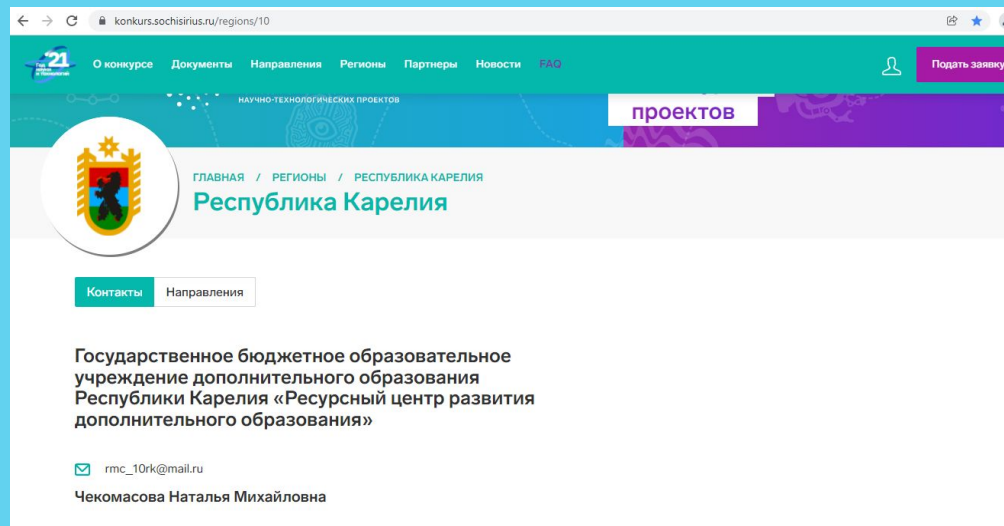 konkurs.sochisirius.ru/regions/10
21
О конкурсе Документы Направления Регионы Партнеры Новости FAQ
Подать заявку
НАУЧНО-ТЕХНОЛОГИЧЕСКИХ ПРОЕКТОВ
проектов
ГЛАВНАЯ / РЕГИОНЫ / РЕСПУБЛИКА КАРЕЛИЯ
Республика Карелия
Контакты Направления
Государственное бюджетное образовательное
учреждение дополнительного образования
Республики Карелия «Ресурсный центр развития
дополнительного образования»
rmc_10rk@mail.ru
Чекомасова Наталья Михайловна